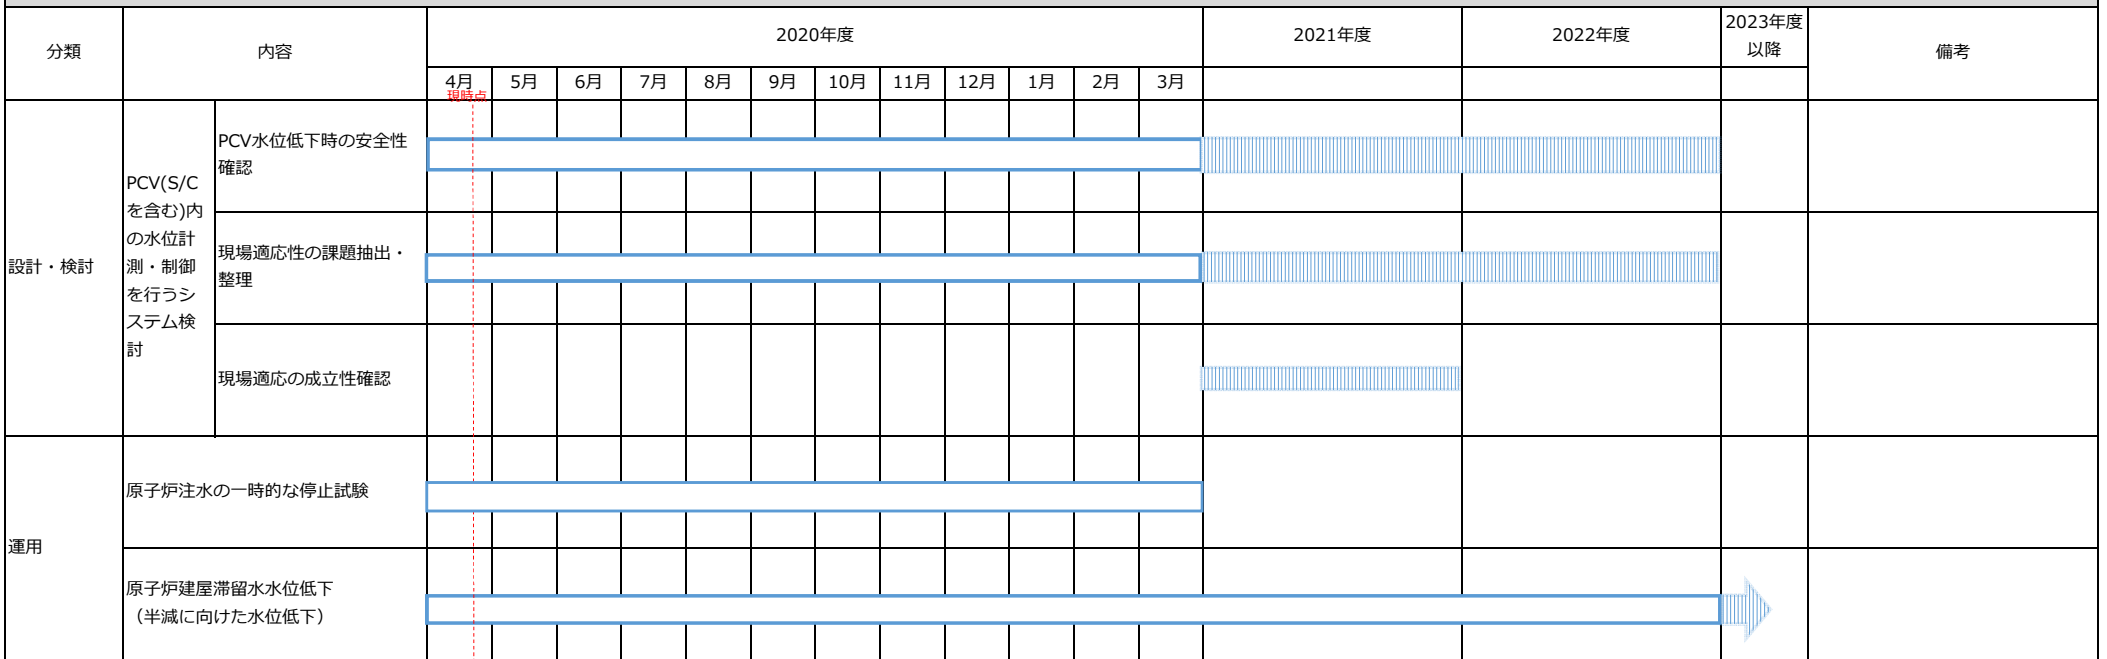 分類
内容
2020年度
2021年度
2022年度
2023年度
以降
備考
4月
5月
6月
7月
8月
9月
10月
11月
12月
1月
2月
3月
現時点
設計・検討
PCV(S/C
を含む)内
の水位計
測・制御
を行うシ
ステム検
討
PCV水位低下時の安全性
確認
現場適応性の課題抽出・
整理
現場適応の成立性確認
運用
原子炉注水の一時的な停止試験
原子炉建屋滞留水水位低下
（半減に向けた水位低下）